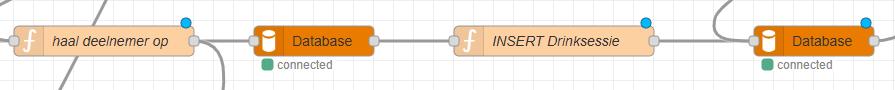 haal deelnemer op
Database
connected
INSERT Drinksessie
Database
connected